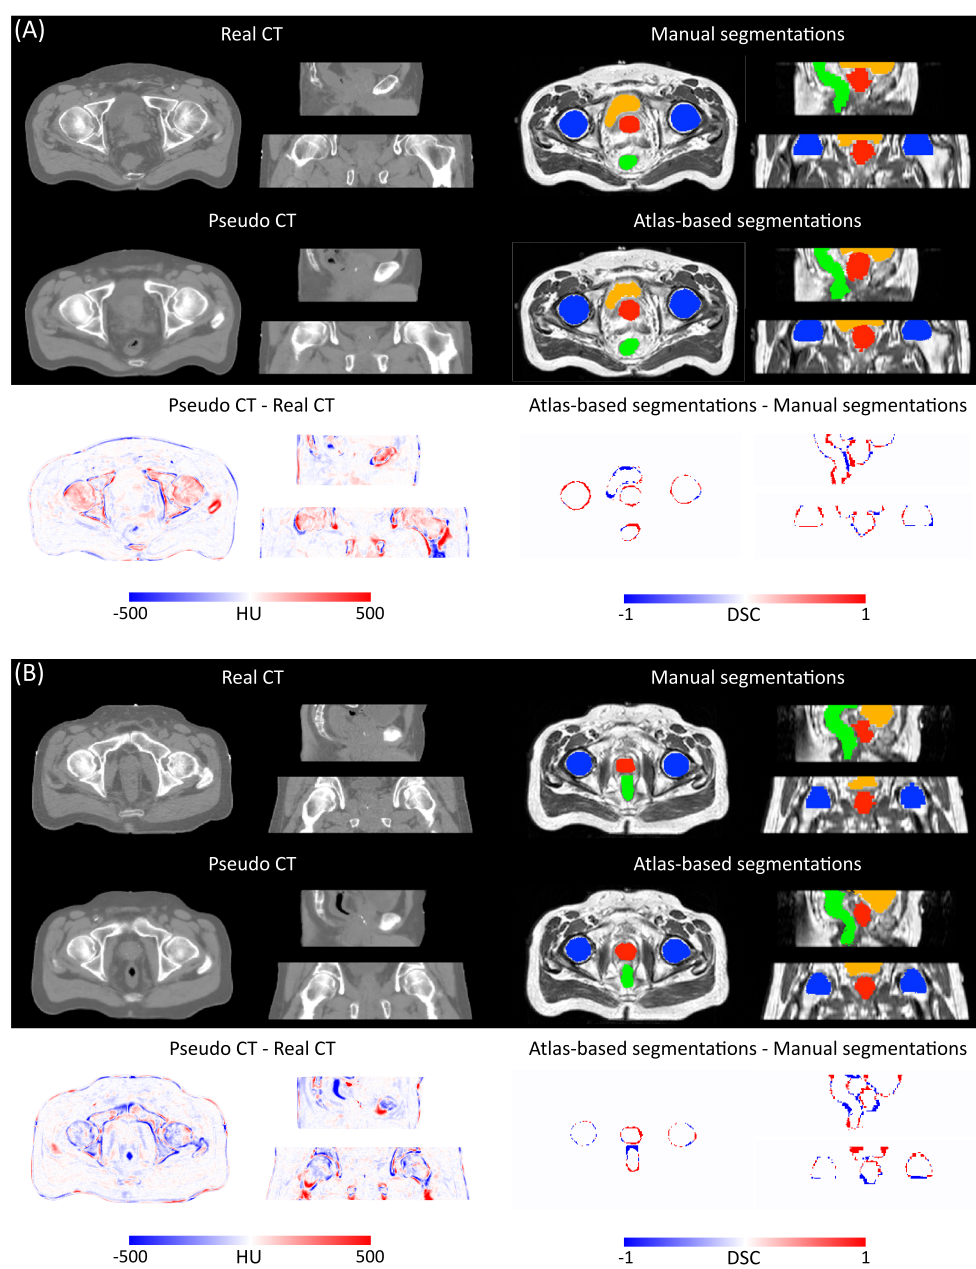 (A)
Real CT
Manual segmentations
Pseudo CT
Atlas-based segmentations
Pseudo CT - Real CT
Atlas-based segmentations - Manual segmentations
-500 HU 500
-1 DSC 1
(B)
Real CT
Manual segmentations
Pseudo CT
Atlas-based segmentations
Pseudo CT - Real CT
Atlas-based segmentations - Manual segmentations
-500 HU 500
-1 DSC 1